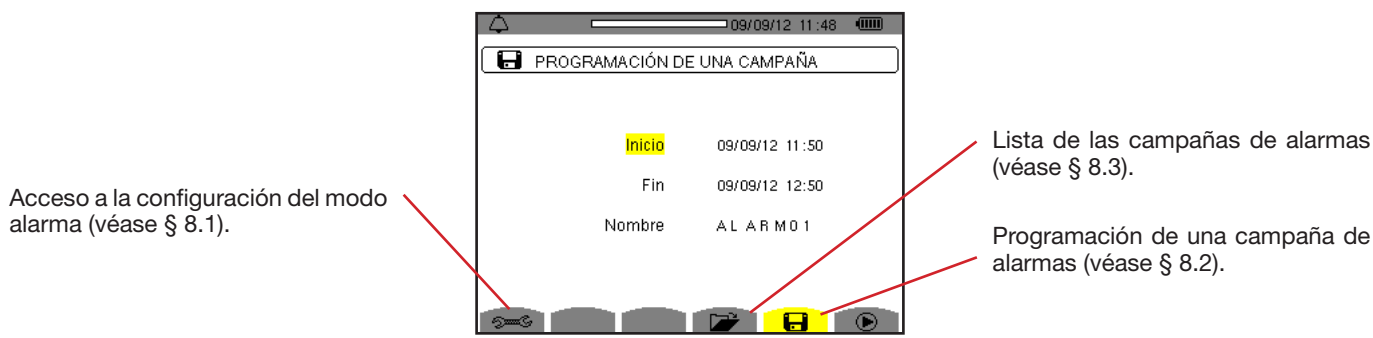 09/09/12 11:48
PROGRAMACIÓN DE UNA CAMPAÑA
Inicio 09/09/12 11:50
Fin 09/09/12 12:50
Nombre ALARM01
Acceso a la configuración del modo
alarma (véase § 8.1).
Lista de las campañas de alarmas
(véase § 8.3).
Programación de una campaña de
alarmas (véase § 8.2).